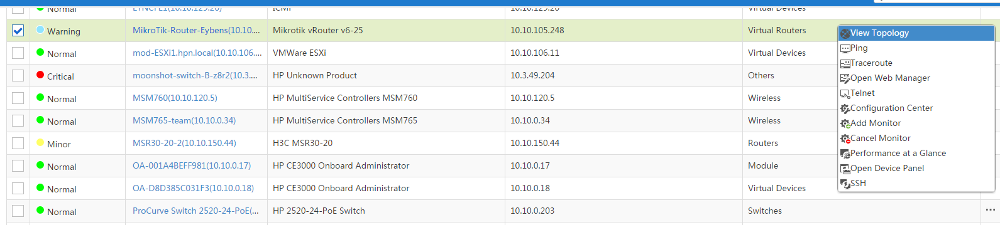 Normal LYNCFE1(10.10.129.20) ICMP 10.10.129.20 Virtual Devices
Warning MikroTik-Router-Eybens(10.10.... Mikrotik vRouter v6-25 10.10.105.248 Virtual Routers
Normal mod-ESXi1.hpn.local(10.10.106.... VMWare ESXi 10.10.106.11 Virtual Devices
Critical moonshot-switch-B-z8r2(10.3.... HP Unknown Product 10.3.49.204 Others
Normal MSM760(10.10.120.5) HP MultiService Controllers MSM760 10.10.120.5 Wireless
Normal MSM765-team(10.10.0.34) HP MultiService Controllers MSM765 10.10.0.34 Wireless
Minor MSR30-20-2(10.10.150.44) H3C MSR30-20 10.10.150.44 Routers
Normal OA-001A4BEFF981(10.10.0.17) HP CE3000 Onboard Administrator 10.10.0.17 Module
Normal OA-D8D385C031F3(10.10.0.18) HP CE3000 Onboard Administrator 10.10.0.18 Virtual Devices
Normal ProCurve Switch 2520-24-PoE(... HP 2520-24-PoE Switch 10.10.0.203 Switches ...
View Topology
Ping
Traceroute
Open Web Manager
Telnet
Configuration Center
Add Monitor
Cancel Monitor
Performance at a Glance
Open Device Panel
SSH